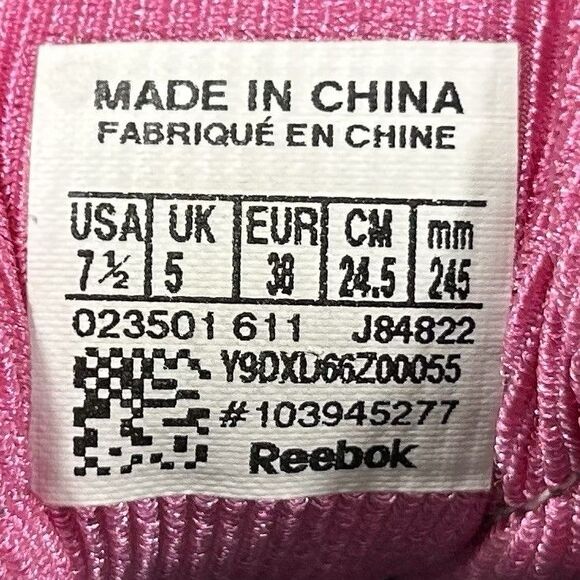 MADE IN CHINA
FABRIQUÉ EN CHINE
USA UK EUR CM mm
7½ 5 38 24.5 245
023501 611 J84822
Y9DXD66Z00055
#103945277
Reebok